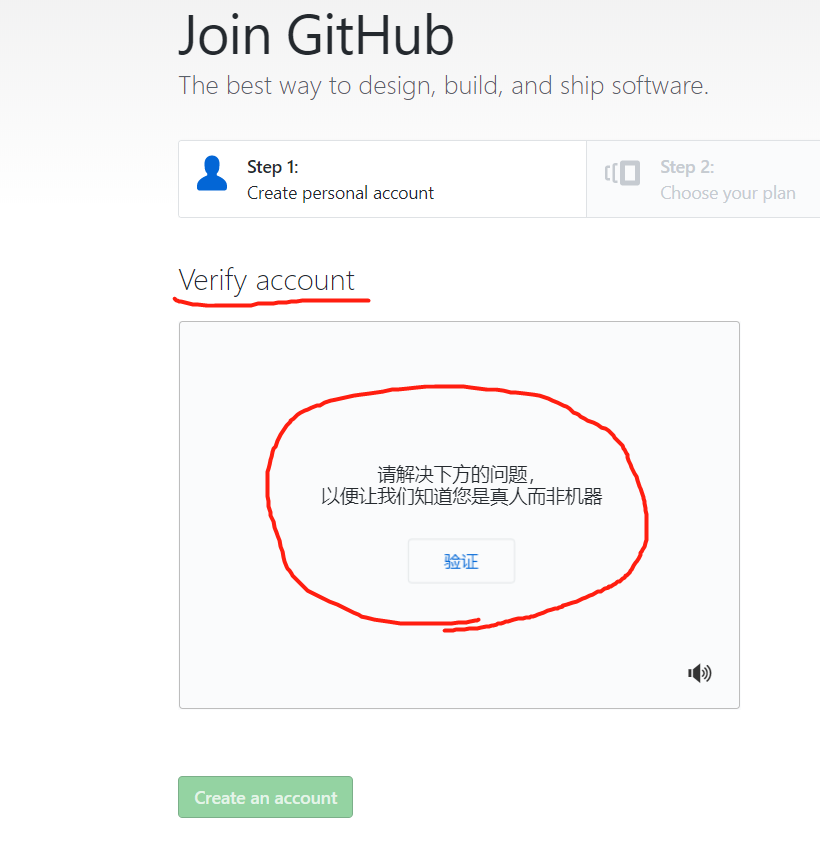 Join GitHub
The best way to design, build, and ship software.
Step 1:
Create personal account
Step 2:
Choose your plan
Verify account
请解决下方的问题，
以便让我们知道您是真人而非机器
验证
Create an account